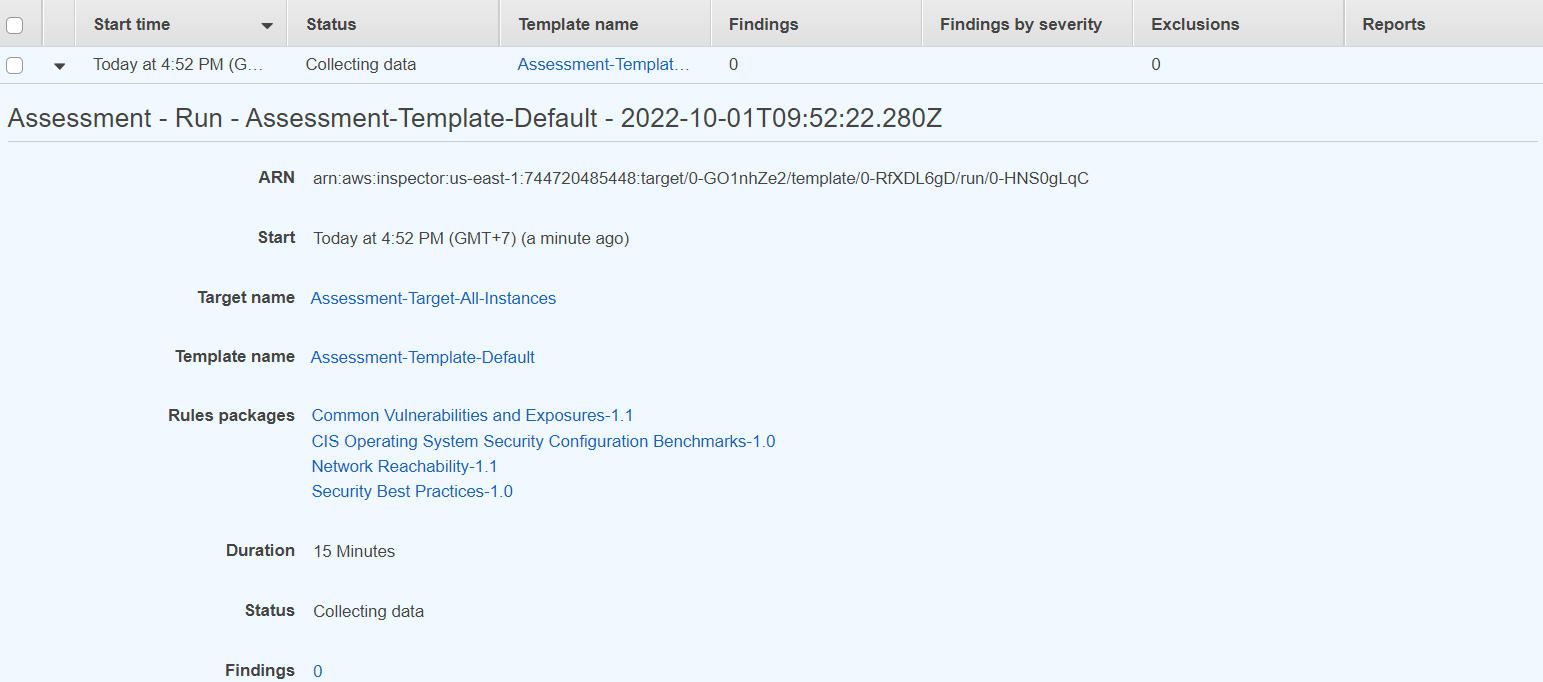 Start time Status Template name Findings Findings by severity Exclusions Reports
Today at 4:52 PM (G... Collecting data Assessment-Templat... 0 0
Assessment - Run - Assessment-Template-Default - 2022-10-01T09:52:22.280Z
ARN arn:aws:inspector:us-east-1:744720485448:target/0-GO1nhZe2/template/0-RfXDL6gD/run/0-HNS0gLqC
Start Today at 4:52 PM (GMT+7) (a minute ago)
Target name Assessment-Target-All-Instances
Template name Assessment-Template-Default
Rules packages Common Vulnerabilities and Exposures-1.1
CIS Operating System Security Configuration Benchmarks-1.0
Network Reachability-1.1
Security Best Practices-1.0
Duration 15 Minutes
Status Collecting data
Findings 0